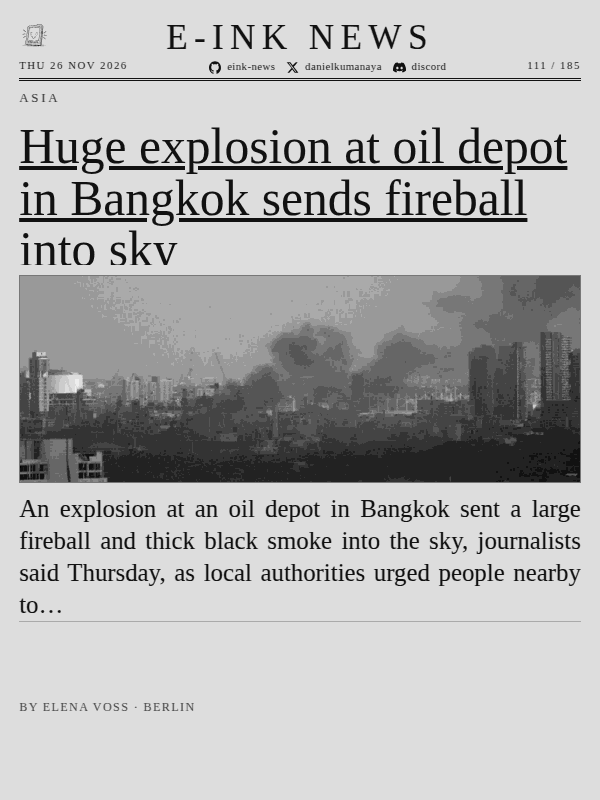 E-INK NEWS
THU 26 NOV 2026
eink-news danielkumanaya discord
111 / 185
ASIA
Huge explosion at oil depot
in Bangkok sends fireball
into sky
An explosion at an oil depot in Bangkok sent a large
fireball and thick black smoke into the sky, journalists
said Thursday, as local authorities urged people nearby
to…
BY ELENA VOSS · BERLIN